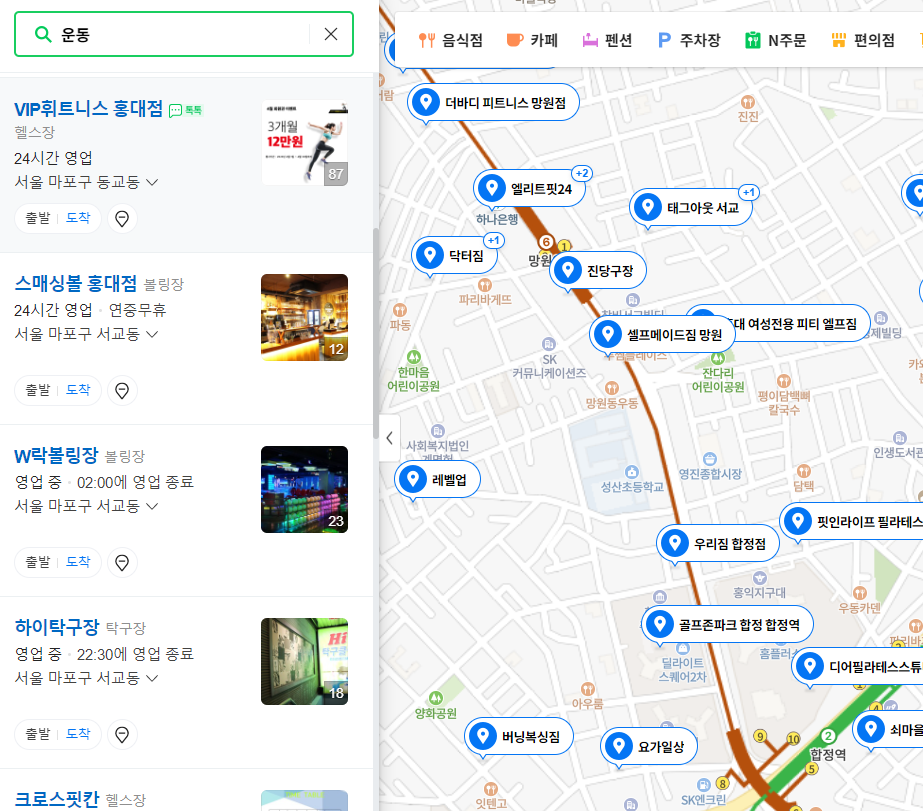 운동
VIP휘트니스 홍대점 톡톡
헬스장
24시간 영업
서울 마포구 동교동
3개월
12만원
87
출발 도착
스매싱볼 홍대점 볼링장
24시간 영업 · 연중무휴
서울 마포구 서교동
12
출발 도착
W락볼링장 볼링장
영업 중 · 02:00에 영업 종료
서울 마포구 서교동
23
출발 도착
하이탁구장 탁구장
영업 중 · 22:30에 영업 종료
서울 마포구 서교동
Hi
18
출발 도착
크로스핏칸 헬스장
음식점 카페 펜션 주차장 N주문 편의점
더바디 피트니스 망원점
진진
+2
엘리트핏24
하나은행
+1
태그아웃 서교
+1
닥터짐
6 1
망원
진당구장
파리바게뜨
파동
대 여성전용 피티 엘프짐
셀프메이드짐 망원
SK
커뮤니케이션즈
한마음
어린이공원
잔다리
어린이공원
망원동우동
평이담백뼈
칼국수
사회복지법인
인생도서관
레벨업
성산초등학교
영진종합시장
담택
핏인라이프 필라테스
우리짐 합정점
홍익지구대
우동카덴
골프존파크 합정 합정역
딜라이트
스퀘어2차
홈플러스
디어필라테스스튜
아우룸
양화공원
버닝복싱짐
요가일상
쇠마을
4
2
합정역
9 10
5
8
SK엔크린
잇텐고